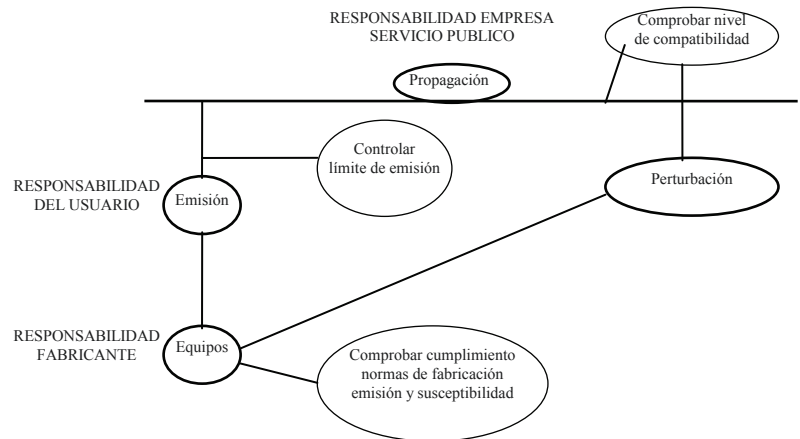 RESPONSABILIDAD EMPRESA
SERVICIO PUBLICO
Comprobar nivel
de compatibilidad
Propagación
Controlar
límite de emisión
RESPONSABILIDAD
DEL USUARIO
Emisión
Perturbación
RESPONSABILIDAD
FABRICANTE
Equipos
Comprobar cumplimiento
normas de fabricación
emisión y susceptibilidad